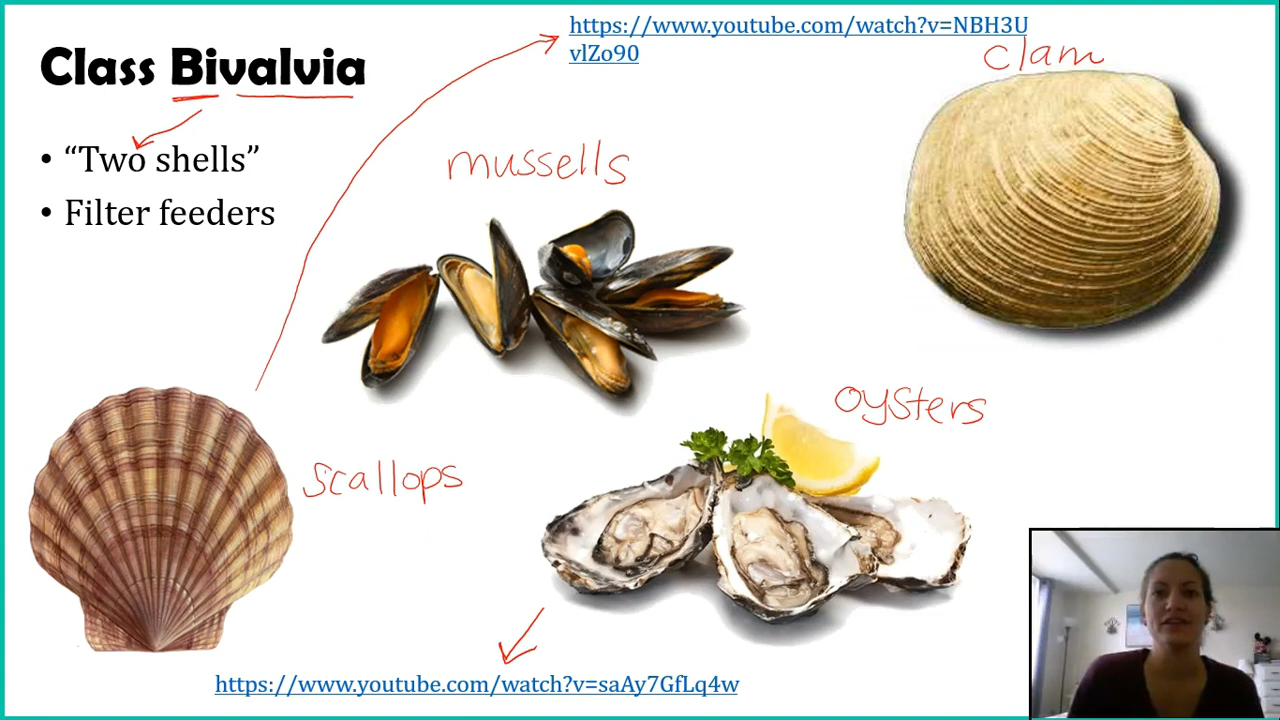 https://www.youtube.com/watch?v=NBH3U
vlZo90
clam
Class Bivalvia
• “Two shells”
• Filter feeders
mussells
oysters
scallops
https://www.youtube.com/watch?v=saAy7GfLq4w